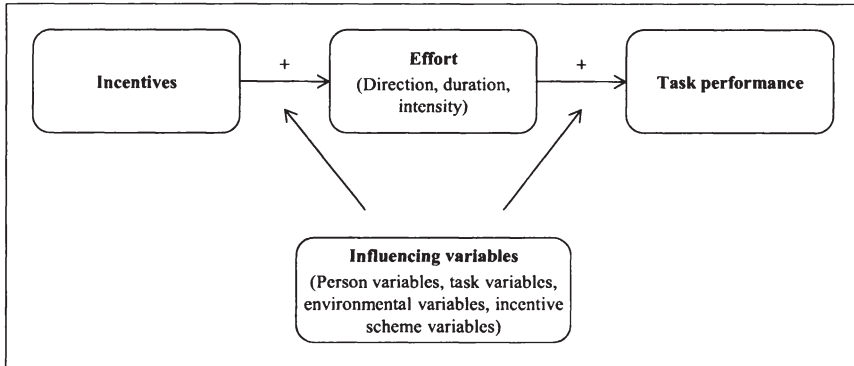 Incentives
+
Effort
(Direction, duration,
intensity)
+
Task performance
Influencing variables
(Person variables, task variables,
environmental variables, incentive
scheme variables)